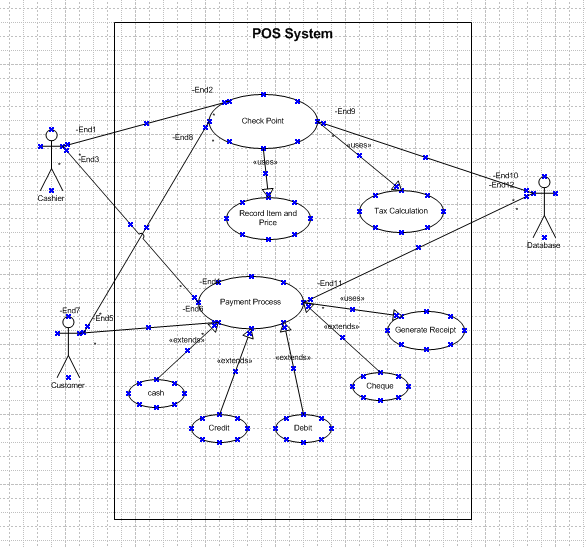 POS System
-End2
-End9
Check Point
-End1
-End8
«uses»
-End3
«uses»
-End10
-End12
Cashier
Record Item and
Price
Tax Calculation
Database
-End11
Payment Process
«uses»
-End7
-End5
Generate Receipt
«extends»
«extends»
«extends»
«extends»
Customer
cash
Cheque
Credit
Debit